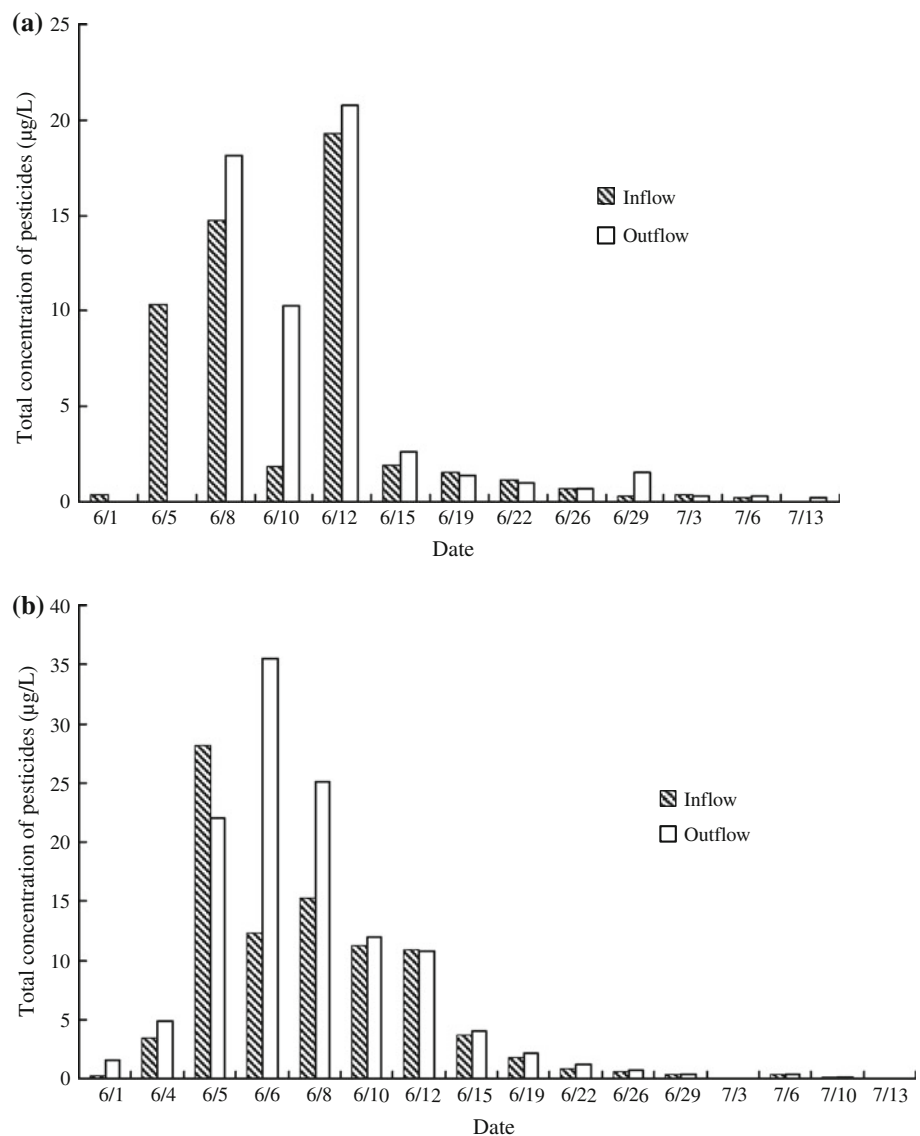 (a)
25
20
15
10
5
0
Total concentration of pesticides (µg/L)
Inflow
Outflow
6/1 6/5 6/8 6/10 6/12 6/15 6/19 6/22 6/26 6/29 7/3 7/6 7/13
Date
(b)
40
35
30
25
20
15
10
5
0
Total concentration of pesticides (µg/L)
Inflow
Outflow
6/1 6/4 6/5 6/6 6/8 6/10 6/12 6/15 6/19 6/22 6/26 6/29 7/3 7/6 7/10 7/13
Date